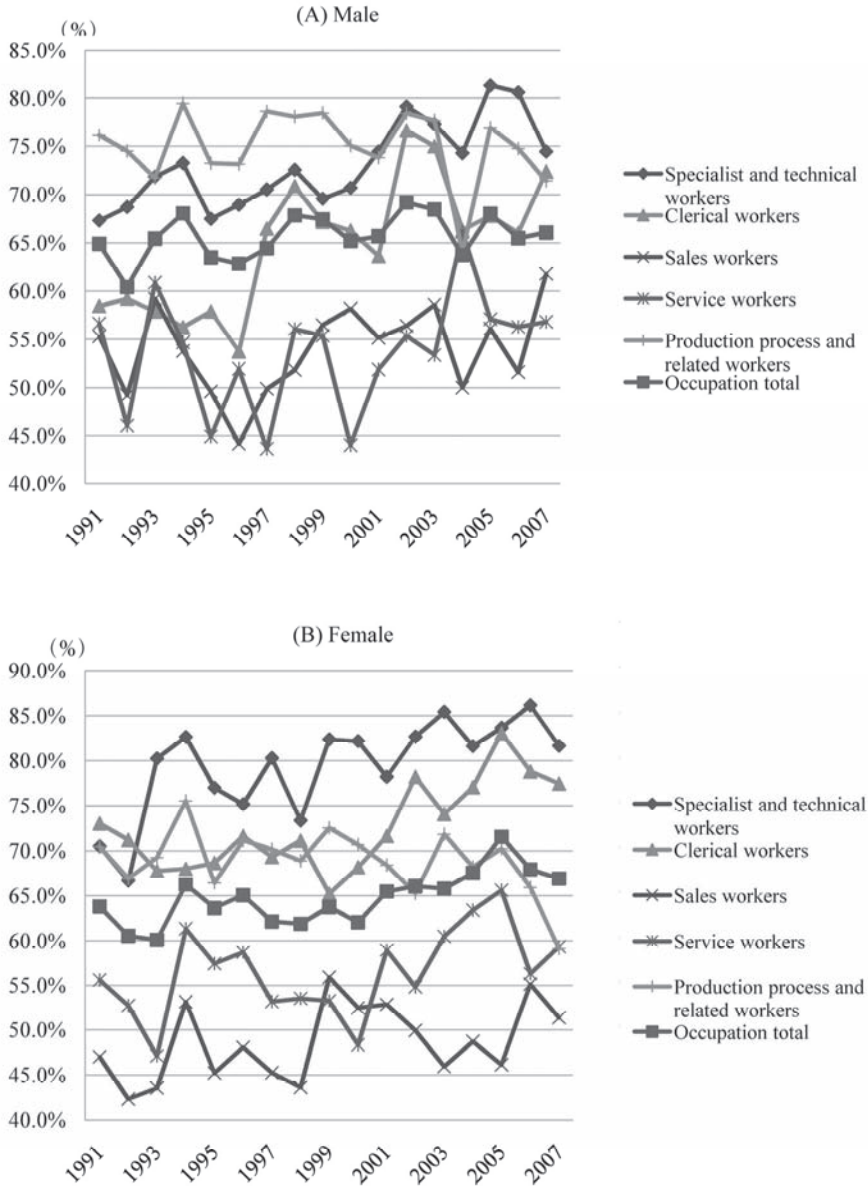 (A) Male
(%)
85.0%
80.0%
75.0%
70.0%
65.0%
60.0%
55.0%
50.0%
45.0%
40.0%
1991
1993
1995
1997
1999
2001
2003
2005
2007
Specialist and technical
workers
Clerical workers
Sales workers
Service workers
Production process and
related workers
Occupation total
(B) Female
(%)
90.0%
85.0%
80.0%
75.0%
70.0%
65.0%
60.0%
55.0%
50.0%
45.0%
40.0%
1991
1993
1995
1997
1999
2001
2003
2005
2007
Specialist and technical
workers
Clerical workers
Sales workers
Service workers
Production process and
related workers
Occupation total